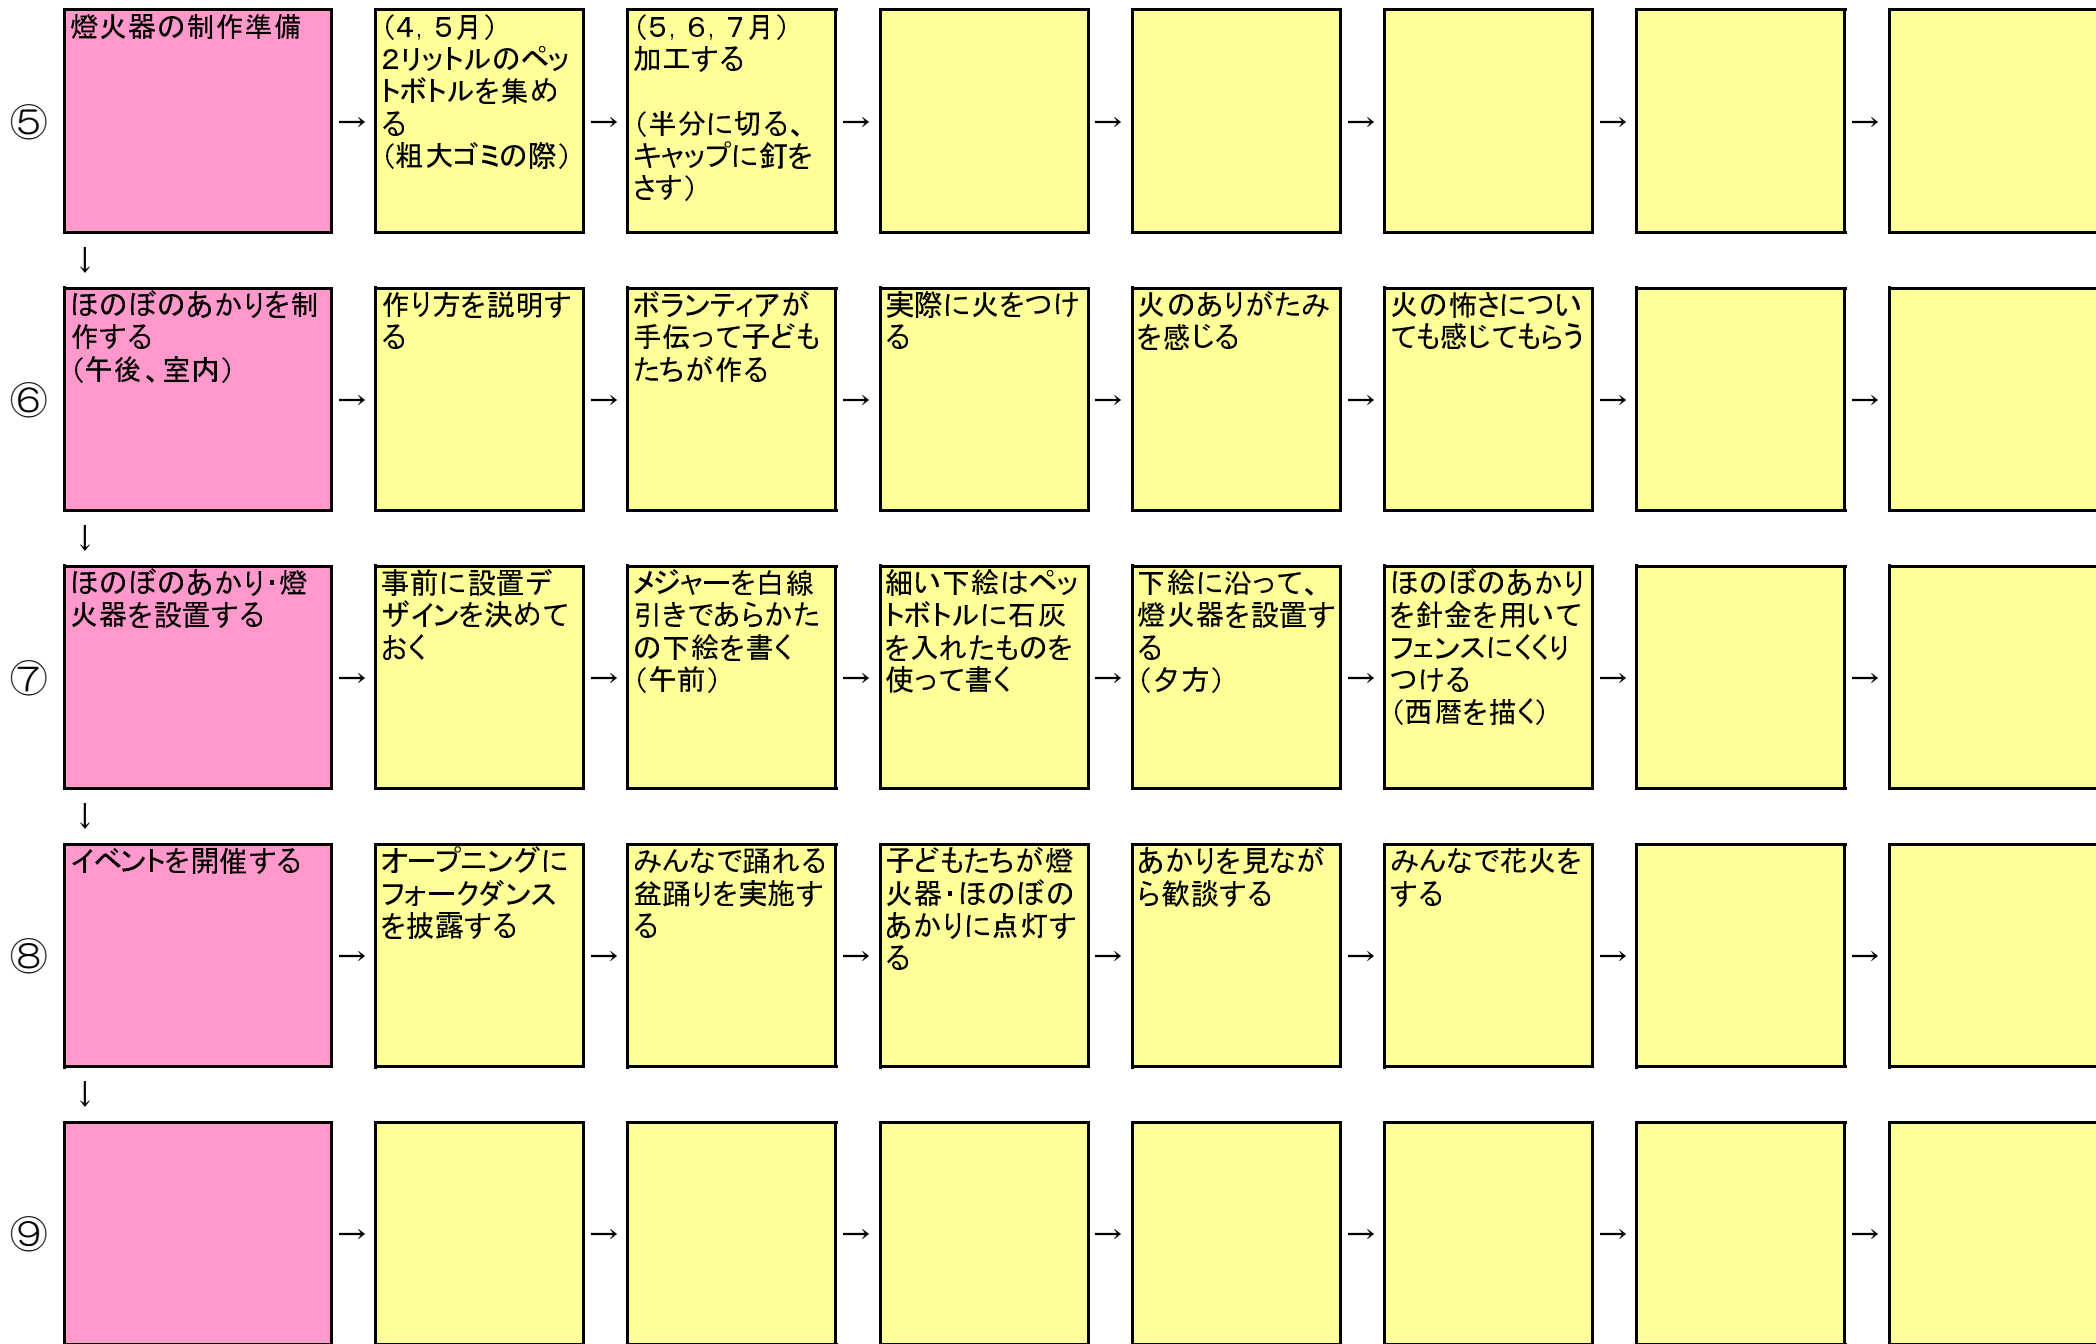 ⑤
燈火器の制作準備
→
(4, 5月)
2リットルのペッ
トボトルを集め
る
(粗大ゴミの際)
→
(5, 6, 7月)
加工する
(半分に切る、
キャップに釘を
さす)
→
→
→
→
→
↓
⑥
ほのぼのあかりを制
作する
(午後、室内)
→
作り方を説明す
る
→
ボランティアが
手伝って子ども
たちが作る
→
実際に火をつけ
る
→
火のありがたみ
を感じる
→
火の怖さについ
ても感じてもらう
→
→
↓
⑦
ほのぼのあかり・燈
火器を設置する
→
事前に設置デ
ザインを決めて
おく
→
メジャーを白線
引きであらかた
の下絵を書く
(午前)
→
細い下絵はペッ
トボトルに石灰
を入れたものを
使って書く
→
下絵に沿って、
燈火器を設置す
る
(夕方)
→
ほのぼのあかり
を針金を用いて
フェンスにくくり
つける
(西暦を描く)
→
→
↓
⑧
イベントを開催する
→
オープニングに
フォークダンス
を披露する
→
みんなで踊れる
盆踊りを実施す
る
→
子どもたちが燈
火器・ほのぼの
あかりに点灯す
る
→
あかりを見なが
ら歓談する
→
みんなで花火を
する
→
→
↓
⑨
→
→
→
→
→
→
→